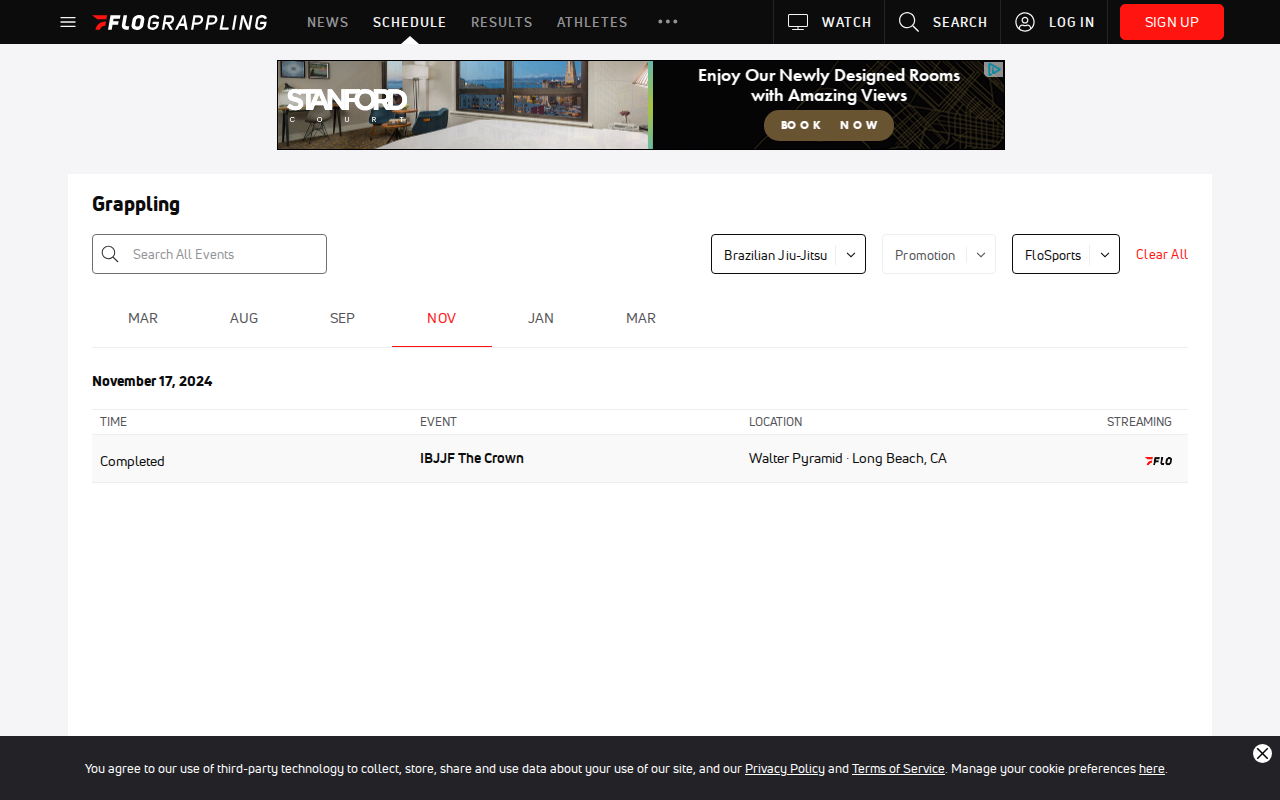 FLOGRAPPLING
NEWS SCHEDULE RESULTS ATHLETES
WATCH SEARCH LOG IN SIGN UP
STANFORD
COURT
Enjoy Our Newly Designed Rooms
with Amazing Views
BOOK NOW
Grappling
Search All Events
Brazilian Jiu-Jitsu Promotion FloSports Clear All
MAR AUG SEP NOV JAN MAR
November 17, 2024
TIME EVENT LOCATION STREAMING
Completed IBJJF The Crown Walter Pyramid · Long Beach, CA FLO
You agree to our use of third-party technology to collect, store, share and use data about your use of our site, and our Privacy Policy and Terms of Service. Manage your cookie preferences here.